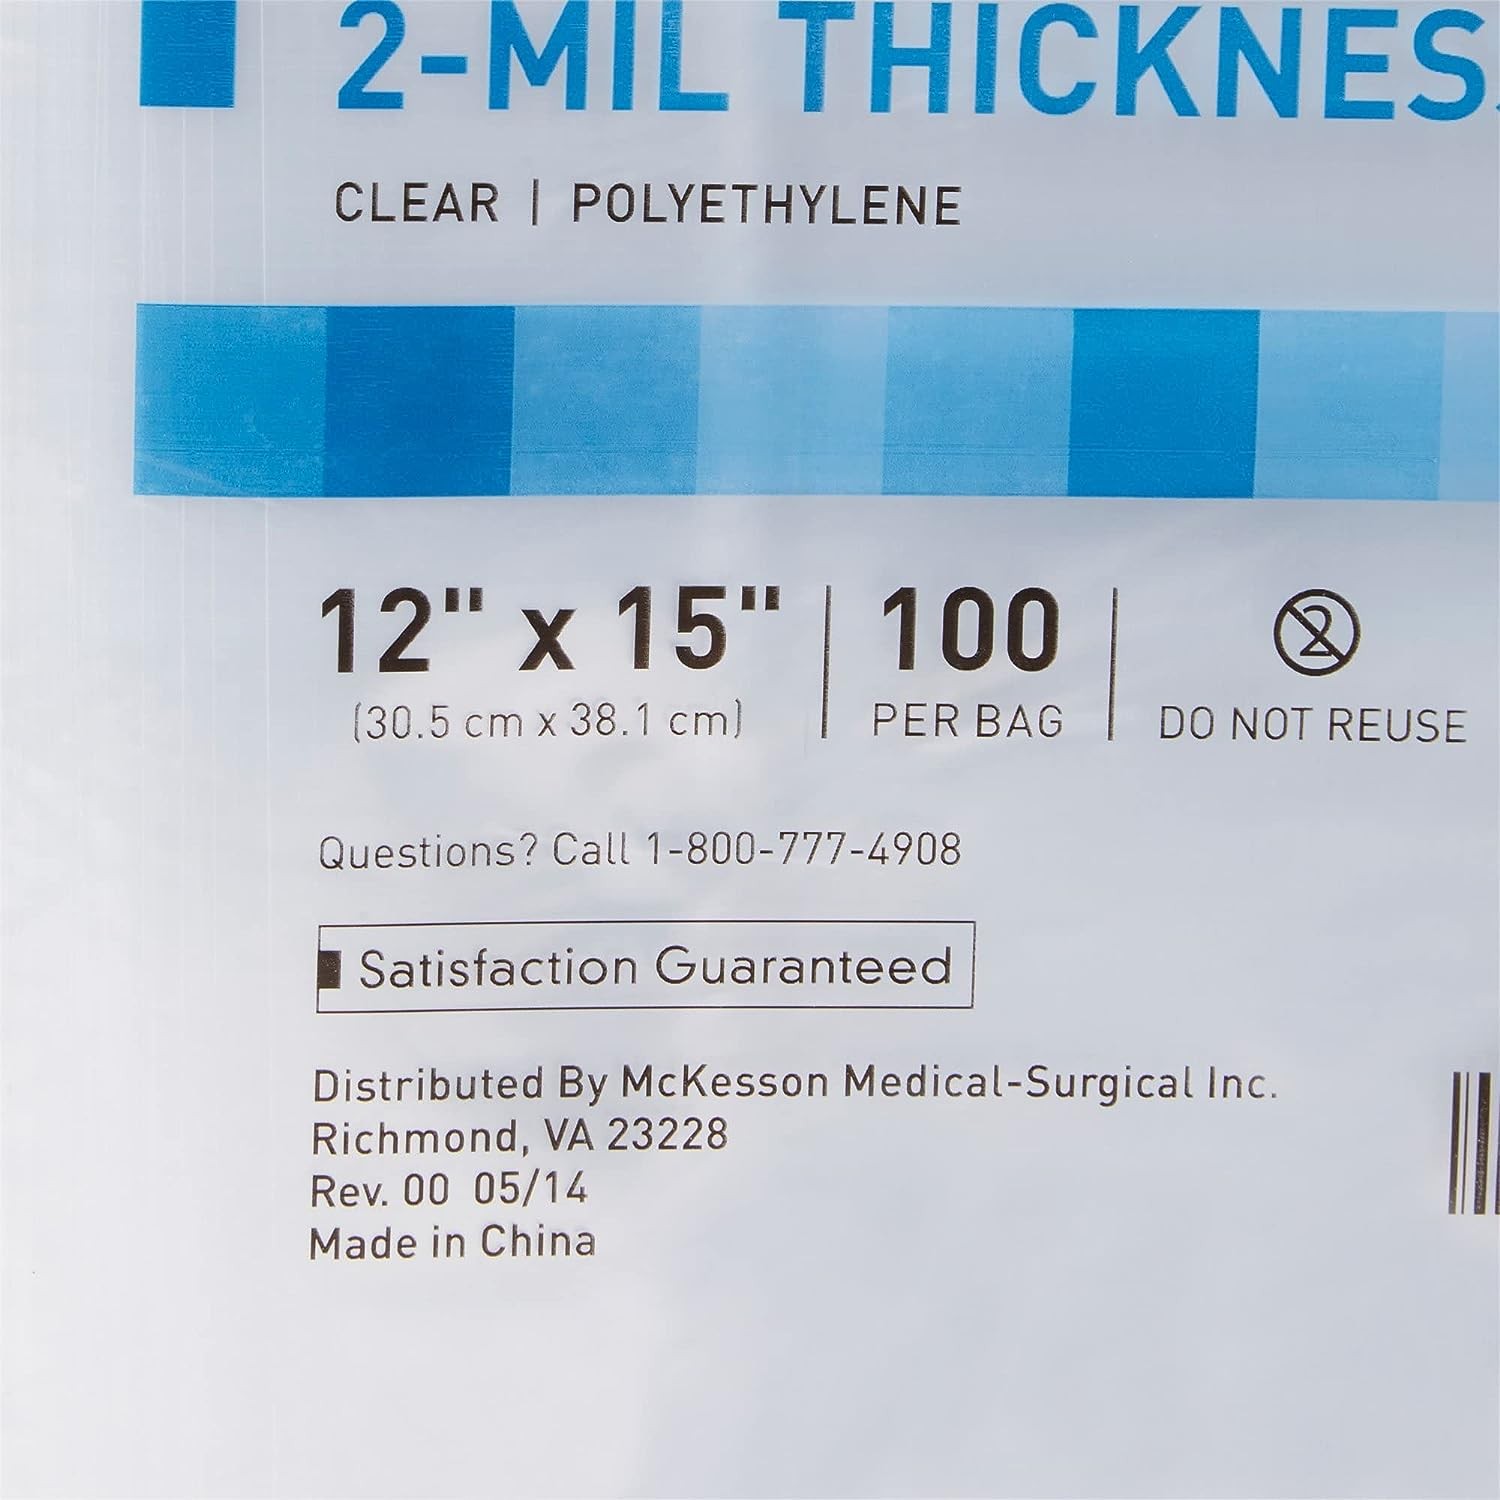 2-MIL THICKNES
CLEAR | POLYETHYLENE
12" x 15" | 100 | 2
(30.5 cm x 38.1 cm) PER BAG DO NOT REUSE
Questions? Call 1-800-777-4908
Satisfaction Guaranteed
Distributed By McKesson Medical-Surgical Inc.
Richmond, VA 23228
Rev. 00 05/14
Made in China